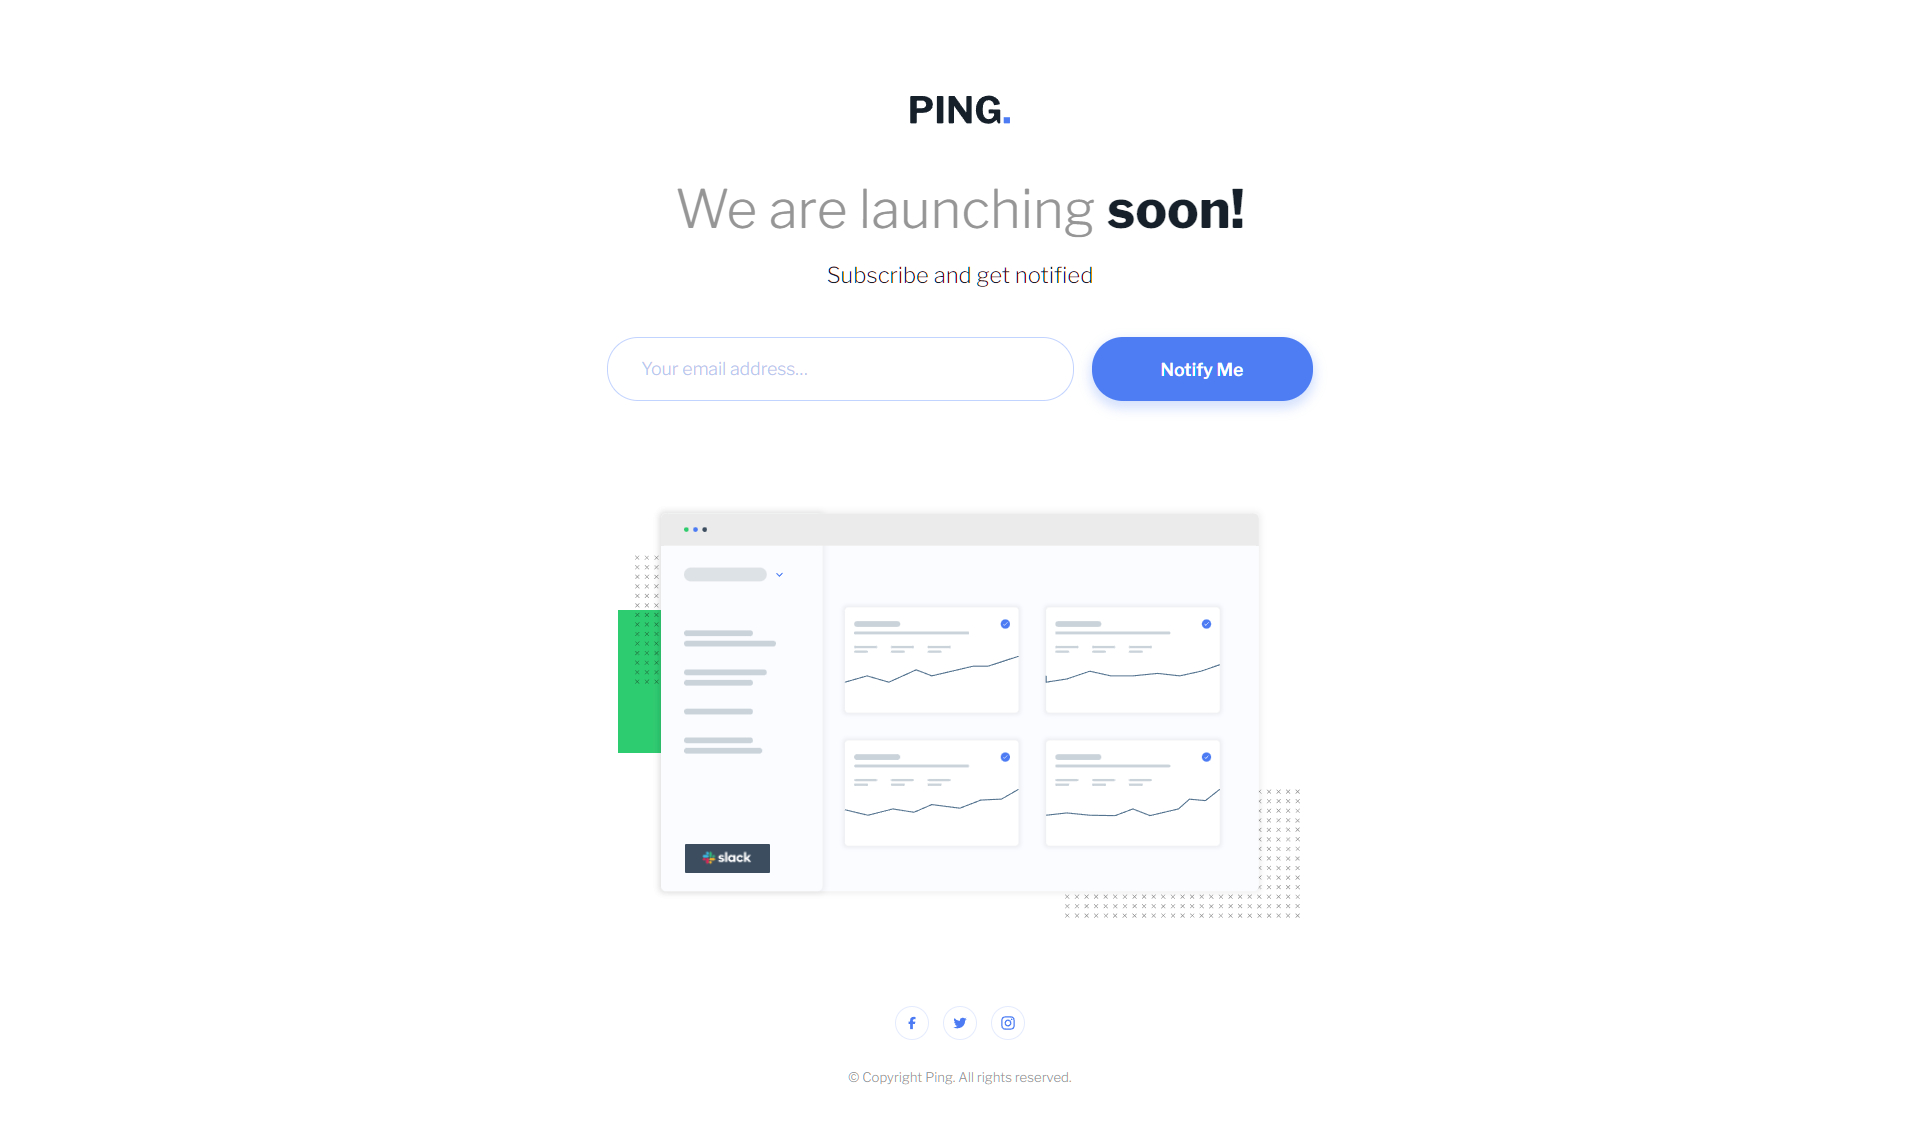 PING.
We are launching soon!
Subscribe and get notified
Your email address...
Notify Me
slack
© Copyright Ping. All rights reserved.